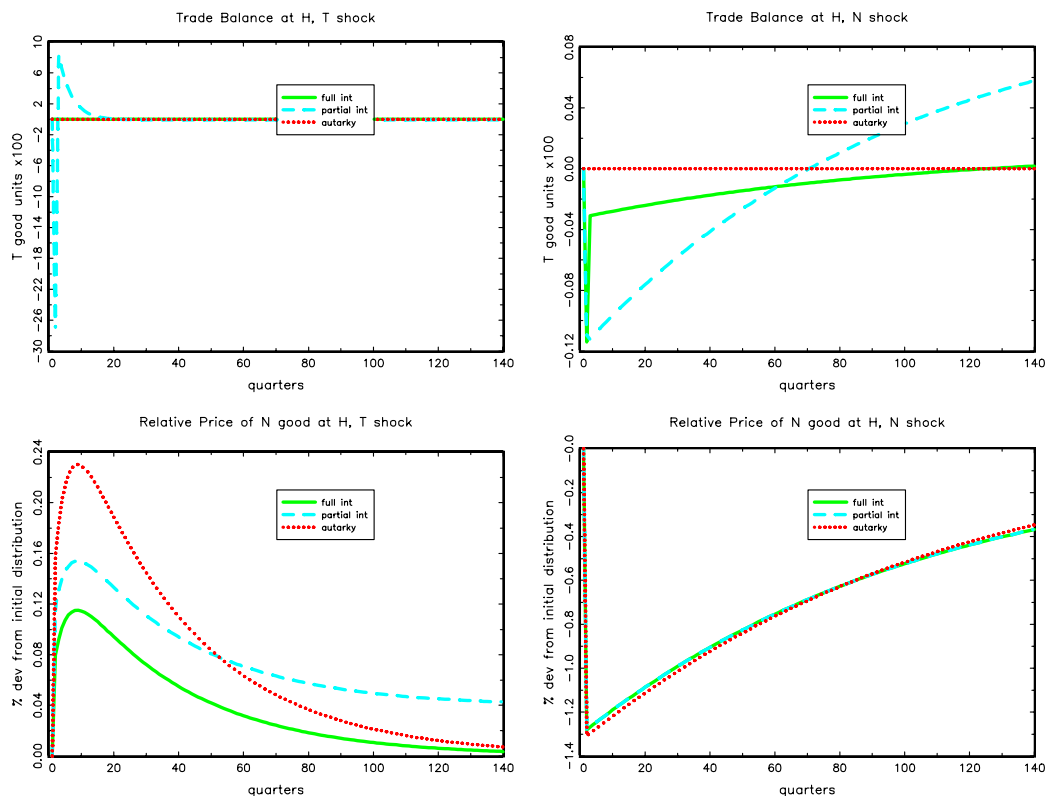 Trade Balance at H, T shock
T good units x100
10
6
2
−2
−6
−10
−14
−18
−22
−26
−30
full int
partial int
autarky
0 20 40 60 80 100 120 140
quarters
Trade Balance at H, N shock
T good units x100
0.08
0.04
0.00
−0.04
−0.08
−0.12
full int
partial int
autarky
0 20 40 60 80 100 120 140
quarters
Relative Price of N good at H, T shock
% dev from initial distribution
0.24
0.20
0.16
0.12
0.08
0.04
0.00
full int
partial int
autarky
0 20 40 60 80 100 120 140
quarters
Relative Price of N good at H, N shock
% dev from initial distribution
−0.0
−0.2
−0.4
−0.6
−0.8
−1.0
−1.2
−1.4
full int
partial int
autarky
0 20 40 60 80 100 120 140
quarters